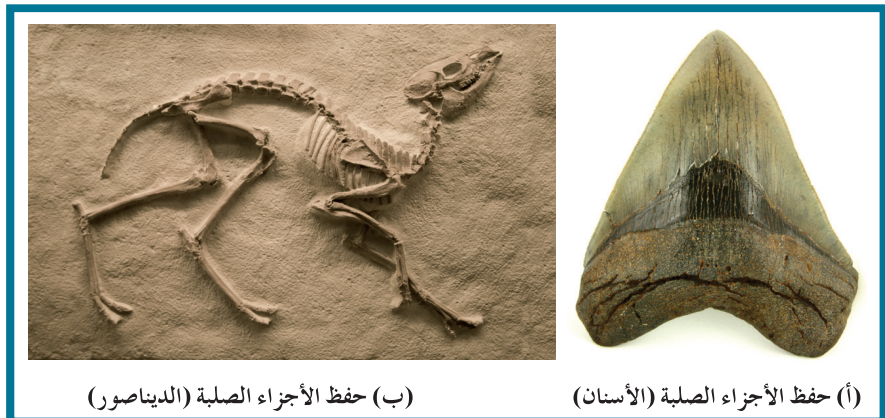 (أ) حفظ الأجزاء الصلبة (الأسنان)
(ب) حفظ الأجزاء الصلبة (الديناصور)